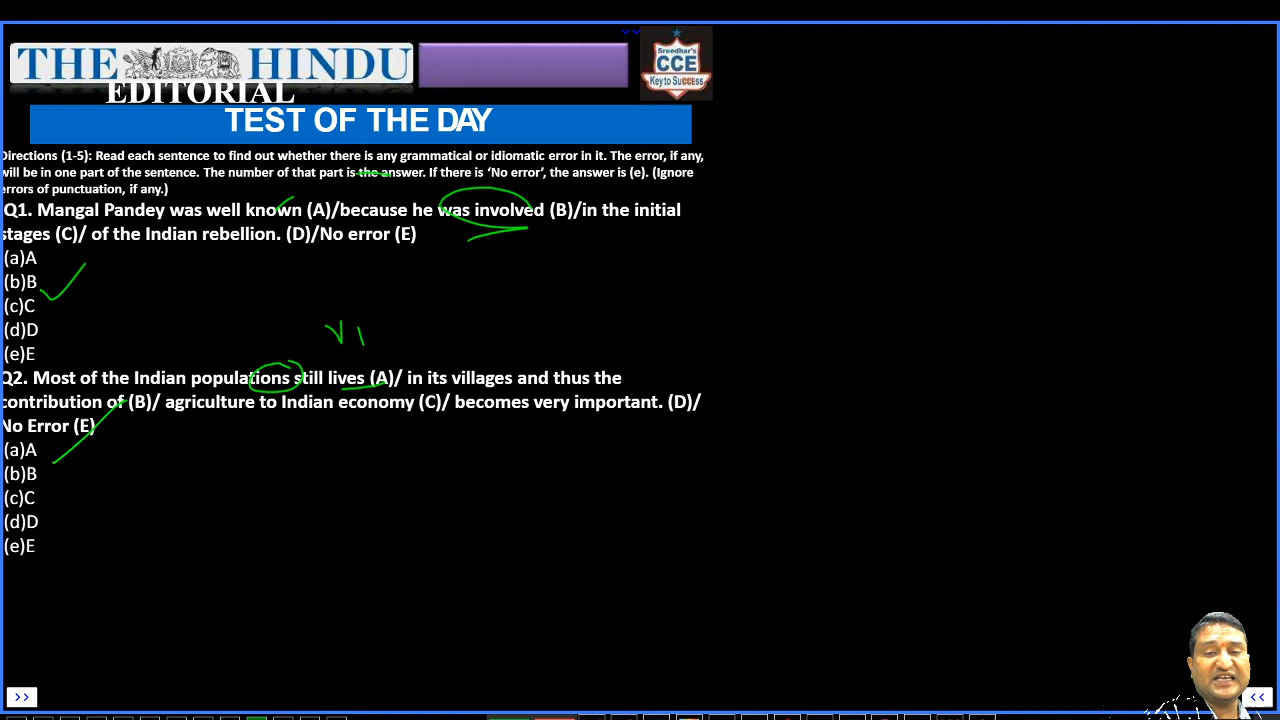 THE HINDU
EDITORIAL
Sreedhar's
CCE
Key to Success
TEST OF THE DAY
Directions (1-5): Read each sentence to find out whether there is any grammatical or idiomatic error in it. The error, if any,
will be in one part of the sentence. The number of that part is the answer. If there is ‘No error’, the answer is (e). (Ignore
errors of punctuation, if any.)
Q1. Mangal Pandey was well known (A)/because he was involved (B)/in the initial
stages (C)/ of the Indian rebellion. (D)/No error (E)
(a)A
(b)B
(c)C
(d)D
(e)E
Q2. Most of the Indian populations still lives (A)/ in its villages and thus the
contribution of (B)/ agriculture to Indian economy (C)/ becomes very important. (D)/
No Error (E)
(a)A
(b)B
(c)C
(d)D
(e)E
>>
<<